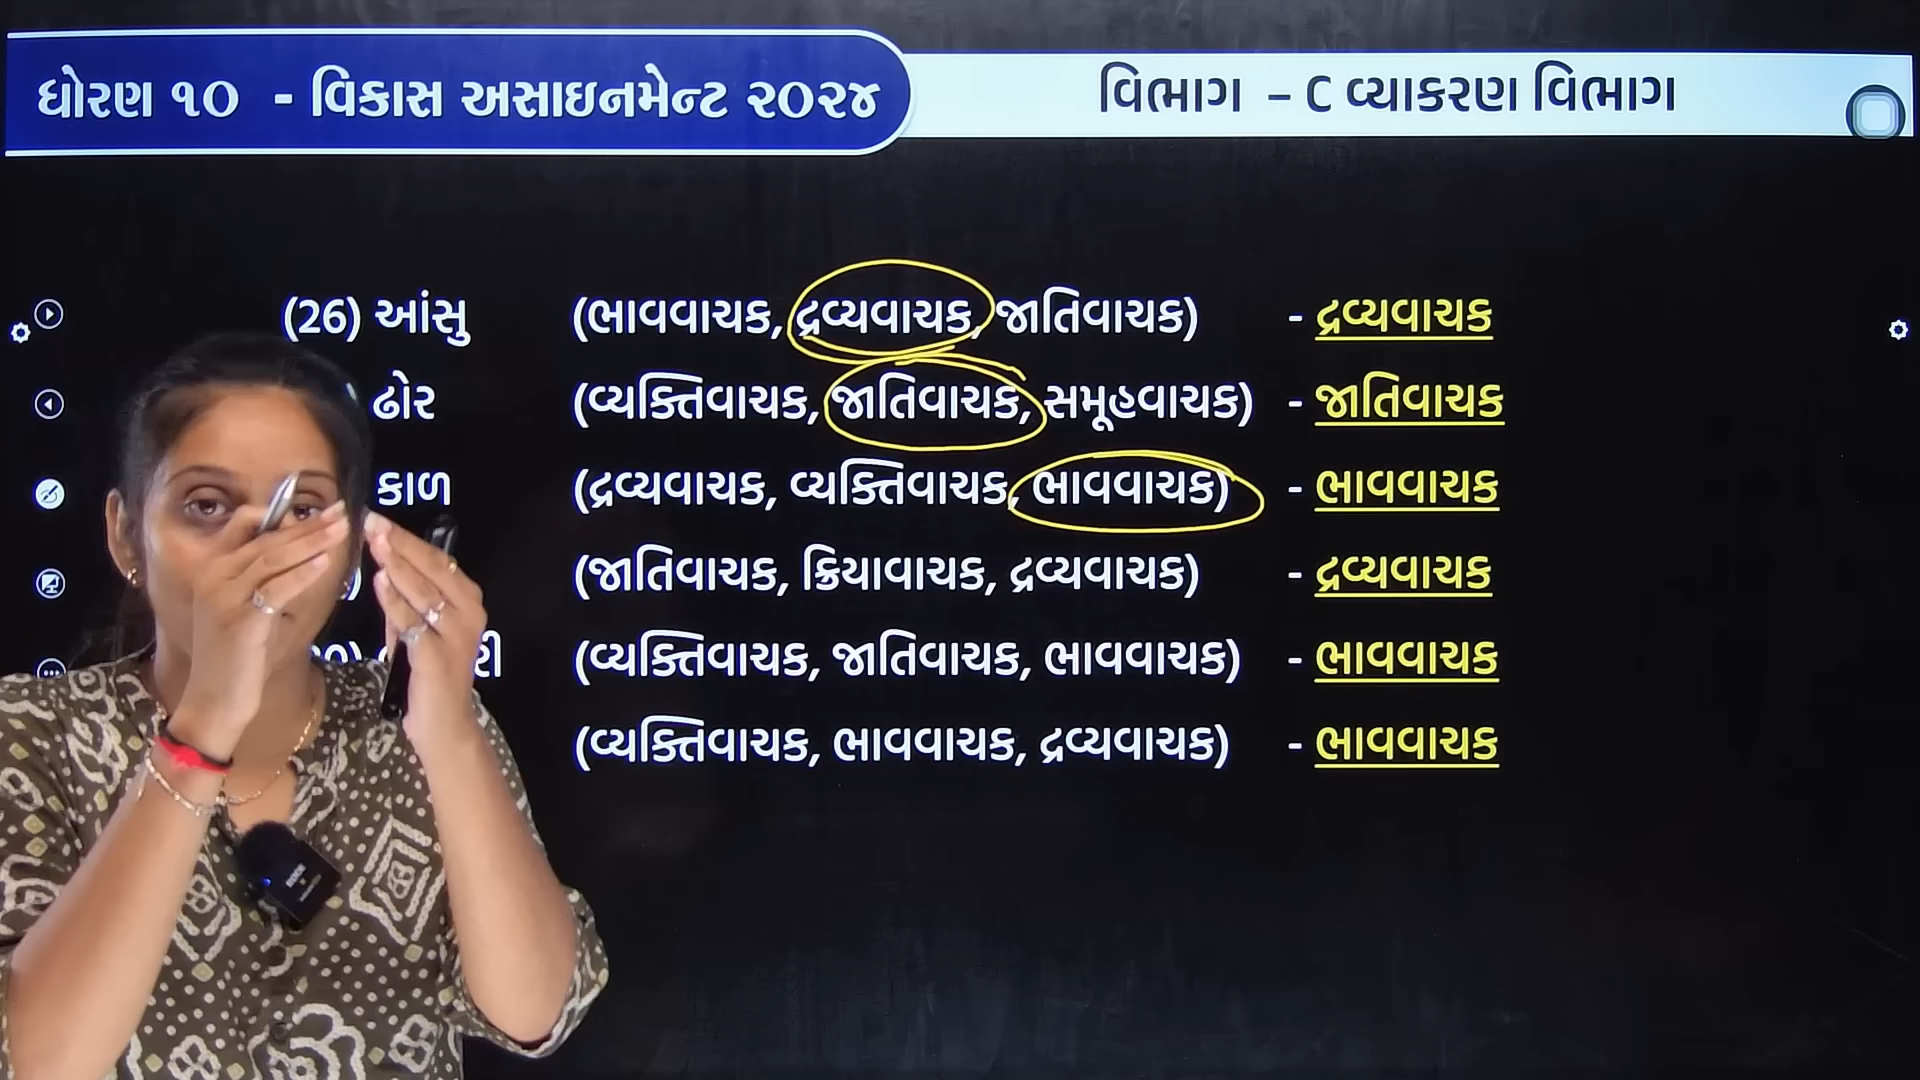 ધોરણ ૧૦ - વિકાસ અસાઇનમેન્ટ ૨૦૨૪
વિભાગ – C વ્યાકરણ વિભાગ
(26) આંસુ (ભાવવાચક, દ્રવ્યવાચક, જાતિવાચક) - દ્રવ્યવાચક
ઢોર (વ્યક્તિવાચક, જાતિવાચક, સમૂહવાચક) - જાતિવાચક
કાળ (દ્રવ્યવાચક, વ્યક્તિવાચક, ભાવવાચક) - ભાવવાચક
(જાતિવાચક, ક્રિયાવાચક, દ્રવ્યવાચક) - દ્રવ્યવાચક
(વ્યક્તિવાચક, જાતિવાચક, ભાવવાચક) - ભાવવાચક
(વ્યક્તિવાચક, ભાવવાચક, દ્રવ્યવાચક) - ભાવવાચક